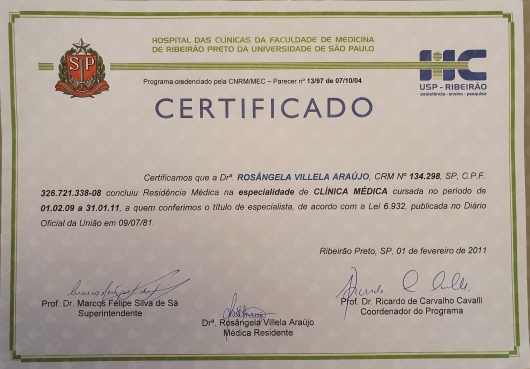 HOSPITAL DAS CLÍNICAS DA FACULDADE DE MEDICINA
DE RIBEIRÃO PRETO DA UNIVERSIDADE DE SÃO PAULO
SP
HC
USP - RIBEIRÃO
assistência - ensino - pesquisa
Programa credenciado pela CNRM/MEC – Parecer nº 13/97 de 07/10/04
CERTIFICADO
Certificamos que a Drª. ROSÂNGELA VILLELA ARAÚJO, CRM Nº 134.298, SP, C.P.F.
326.721.338-08 concluiu Residência Médica na especialidade de CLÍNICA MÉDICA cursada no período de
01.02.09 a 31.01.11, a quem conferimos o título de especialista, de acordo com a Lei 6.932, publicada no Diário
Oficial da União em 09/07/81.
Ribeirão Preto, SP, 01 de fevereiro de 2011
Prof. Dr. Marcos Felipe Silva de Sá
Superintendente
Drª. Rosângela Villela Araújo
Médica Residente
Prof. Dr. Ricardo de Carvalho Cavalli
Coordenador do Programa